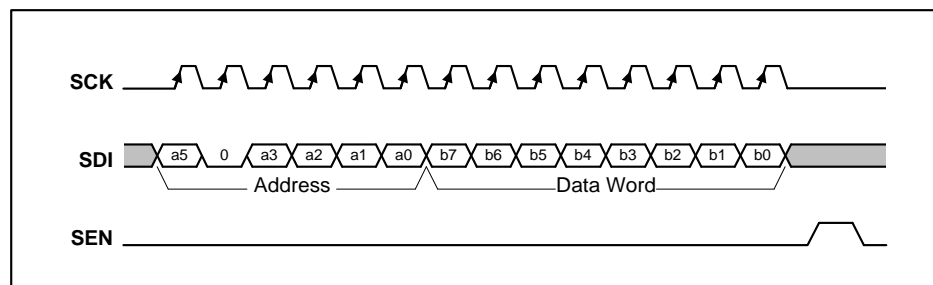 SCK
SDI a5 0 a3 a2 a1 a0 b7 b6 b5 b4 b3 b2 b1 b0
Address Data Word
SEN